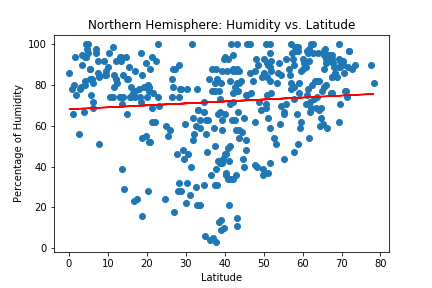 Northern Hemisphere: Humidity vs. Latitude
Percentage of Humidity
100
80
60
40
20
0
0 10 20 30 40 50 60 70 80
Latitude